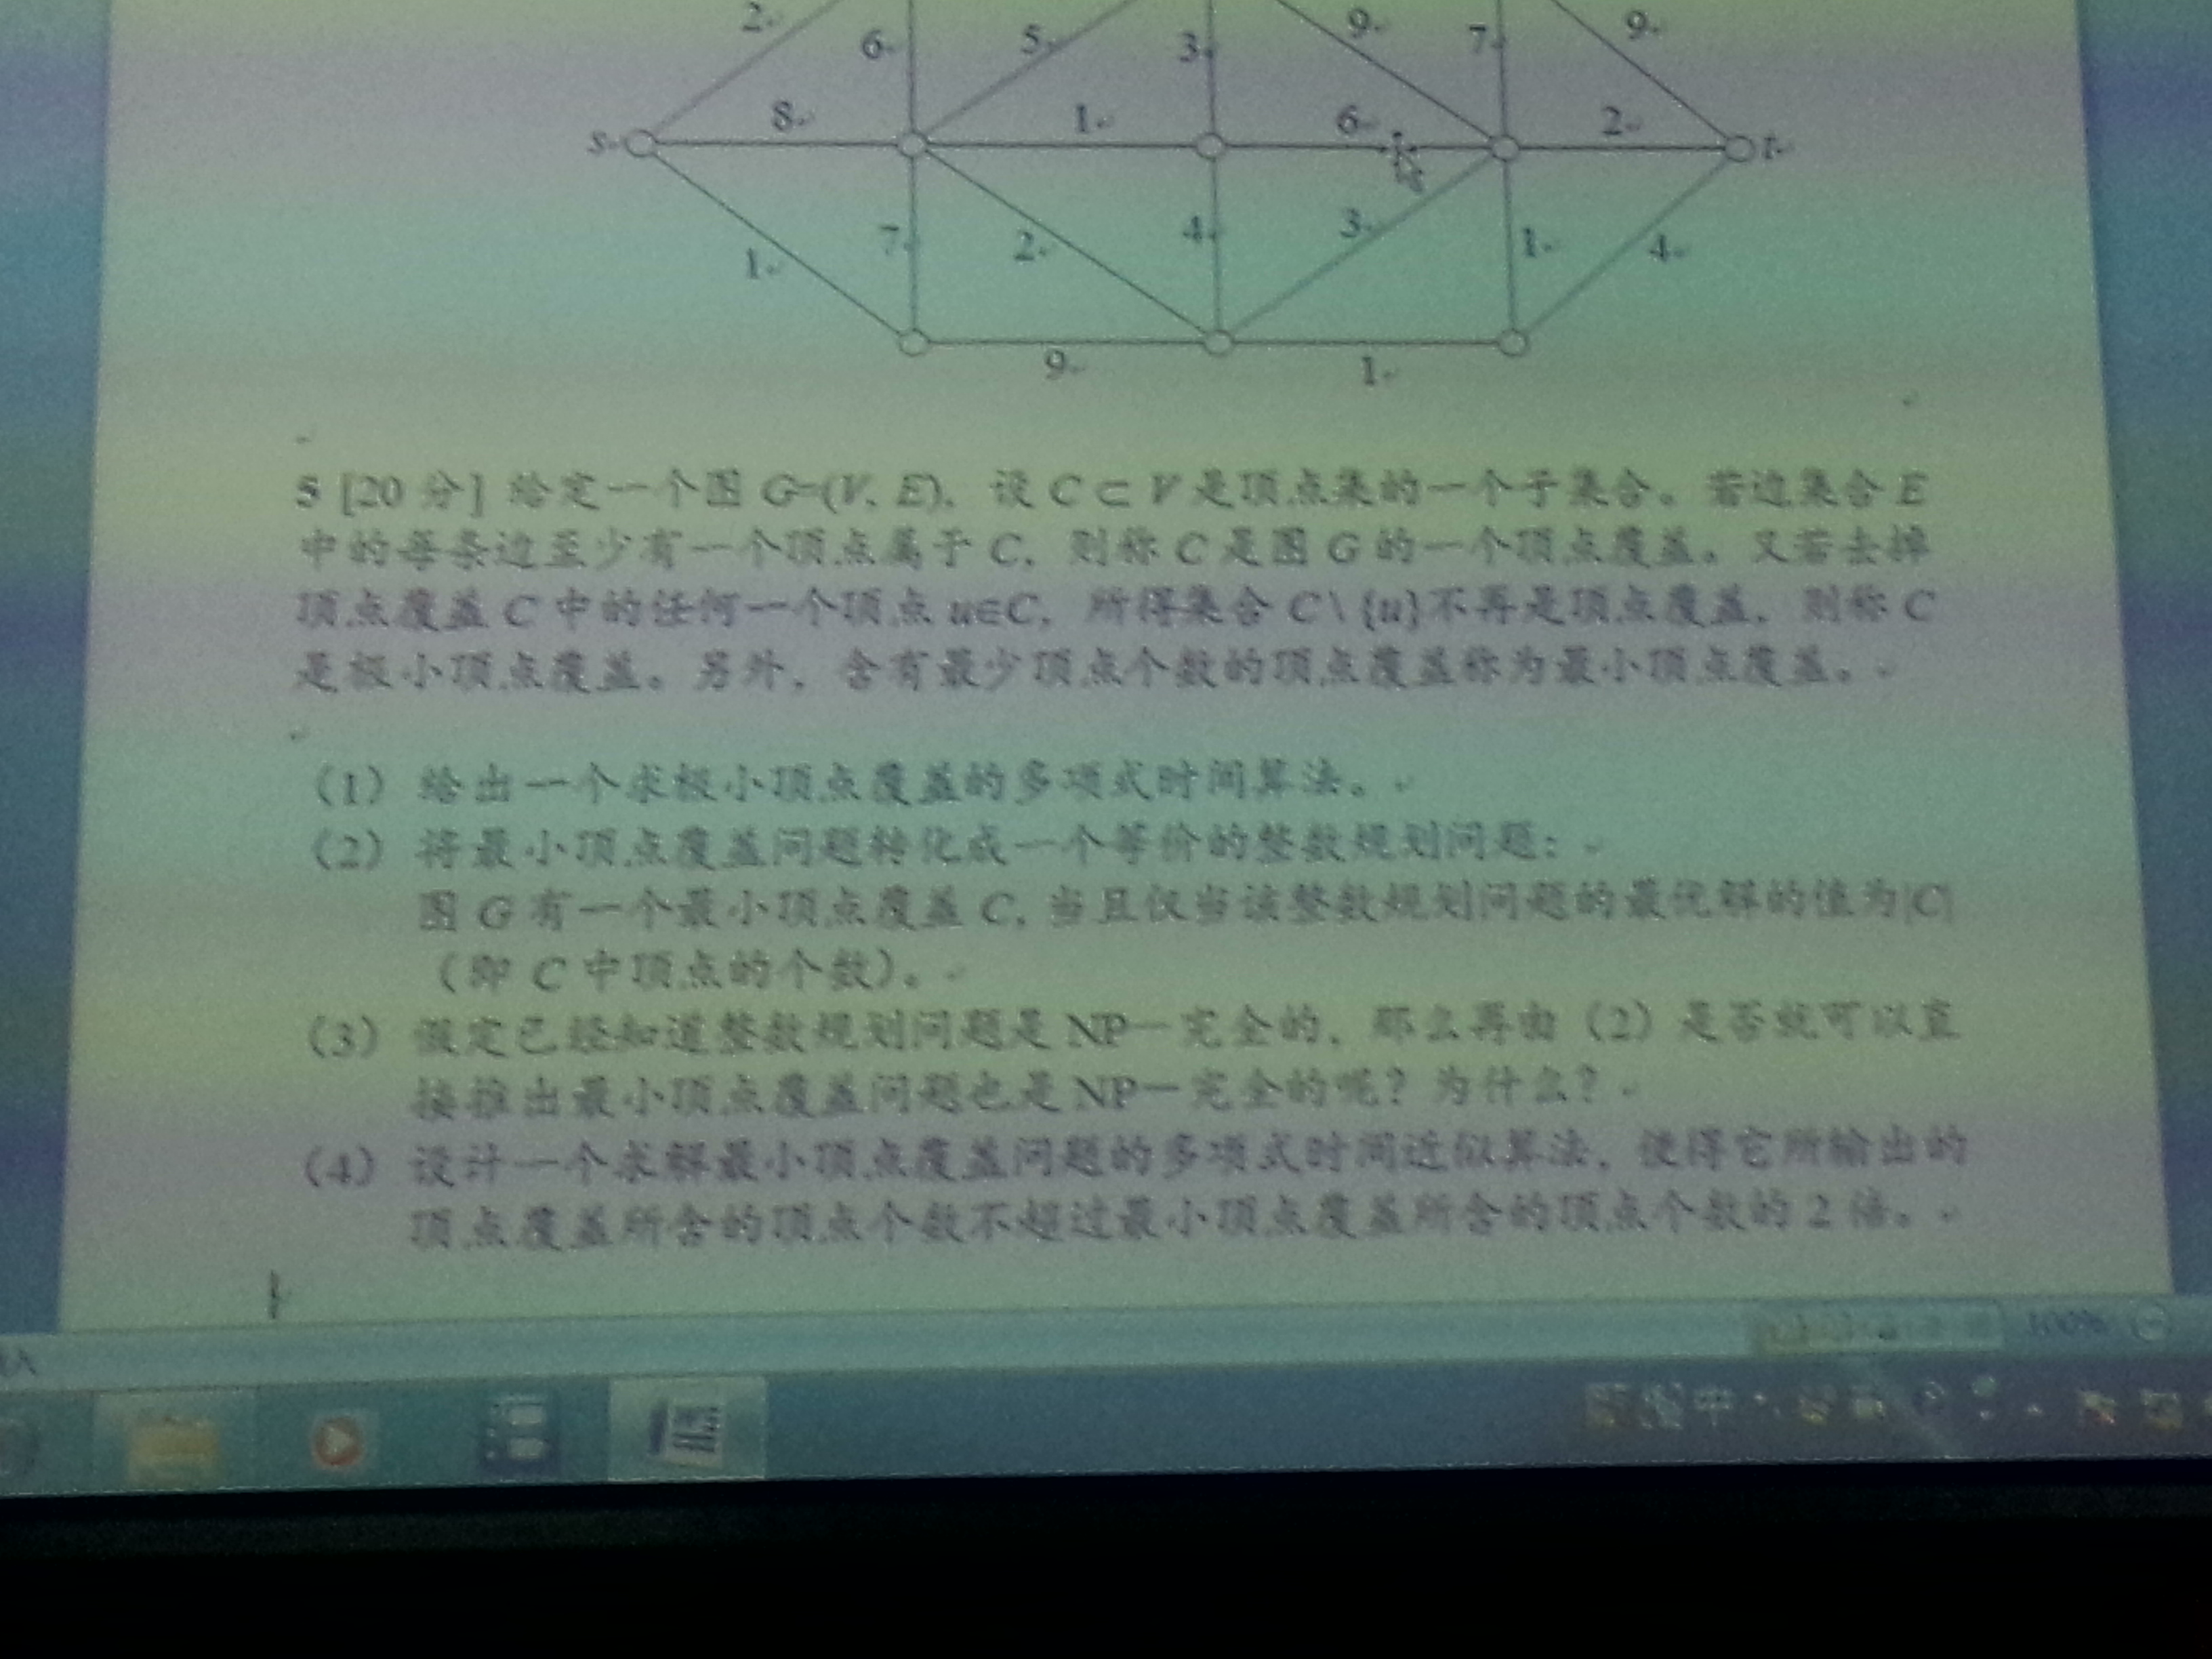 2 9 9
6 5 3 7
8 1 6 2
s t
7 2 4 3 1 4
1
9 1
5 [20 分] 给定一个图 G=(V, E), 设 C ⊂ V 是顶点集的一个子集合。若边集合 E
中的每条边至少有一个顶点属于 C, 则称 C 是图 G 的一个顶点覆盖。又若去掉
顶点覆盖 C 中的任何一个顶点 u∈C, 所得集合 C \ {u}不再是顶点覆盖, 则称 C
是极小顶点覆盖。另外, 含有最少顶点个数的顶点覆盖称为最小顶点覆盖。
(1) 给出一个求极小顶点覆盖的多项式时间算法。
(2) 将最小顶点覆盖问题转化成一个等价的整数规划问题:
图 G 有一个最小顶点覆盖 C, 当且仅当该整数规划问题的最优解的值为|C|
(即 C 中顶点的个数)。
(3) 假定已经知道整数规划问题是 NP－完全的, 那么再由（2）是否就可以直
接推出最小顶点覆盖问题也是 NP－完全的呢? 为什么?
(4) 设计一个求解最小顶点覆盖问题的多项式时间近似算法, 使得它所输出的
顶点覆盖所含的顶点个数不超过最小顶点覆盖所含的顶点个数的 2 倍。
100%
中